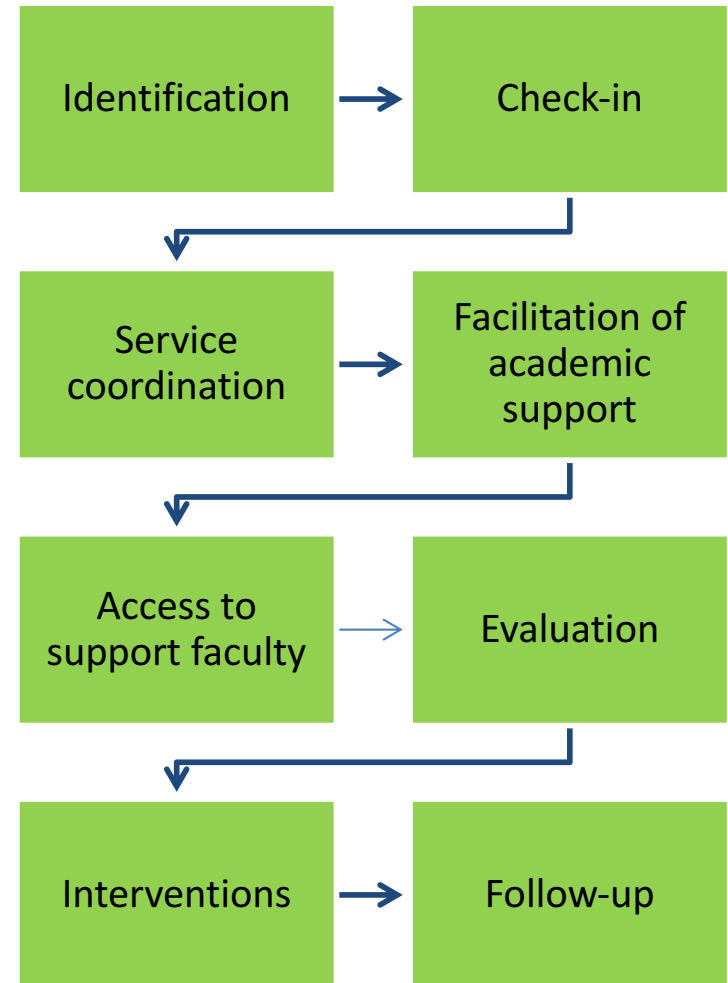 Identification
Check-in
Service
coordination
Facilitation of
academic
support
Access to
support faculty
Evaluation
Interventions
Follow-up